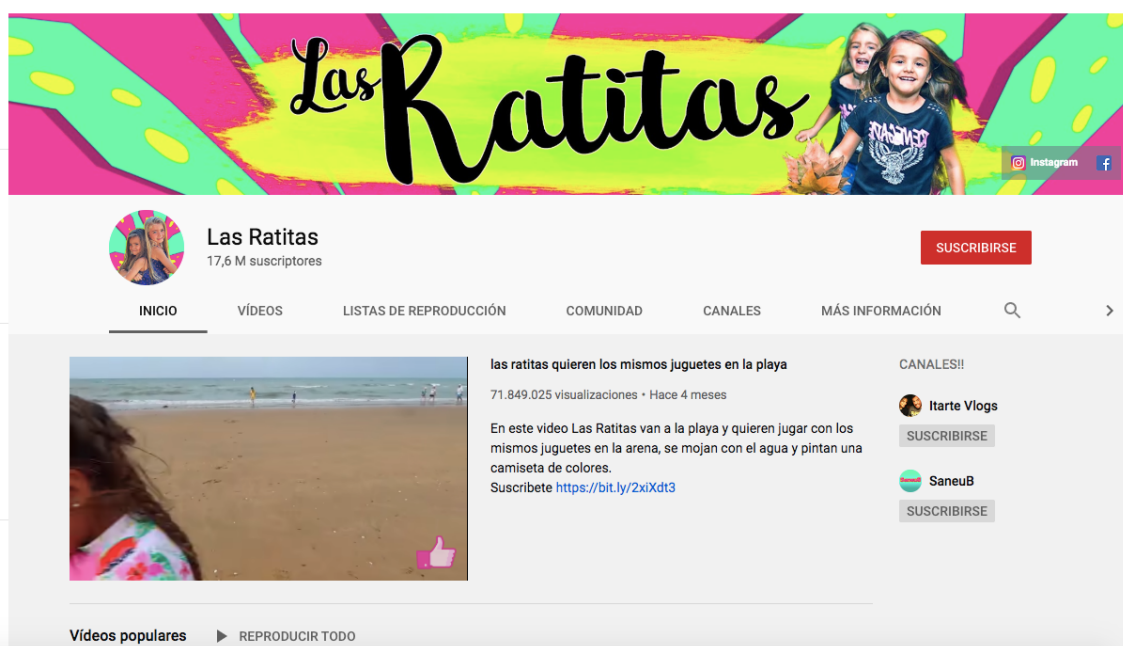 Las Ratitas
RENEGADE
Instagram
Las Ratitas
17,6 M suscriptores
SUSCRIBIRSE
INICIO VÍDEOS LISTAS DE REPRODUCCIÓN COMUNIDAD CANALES MÁS INFORMACIÓN
las ratitas quieren los mismos juguetes en la playa
71.849.025 visualizaciones • Hace 4 meses
En este video Las Ratitas van a la playa y quieren jugar con los
mismos juguetes en la arena, se mojan con el agua y pintan una
camiseta de colores.
Suscribete https://bit.ly/2xiXdt3
CANALES!!
Itarte Vlogs
SUSCRIBIRSE
SaneuB
SaneuB
SUSCRIBIRSE
Vídeos populares REPRODUCIR TODO